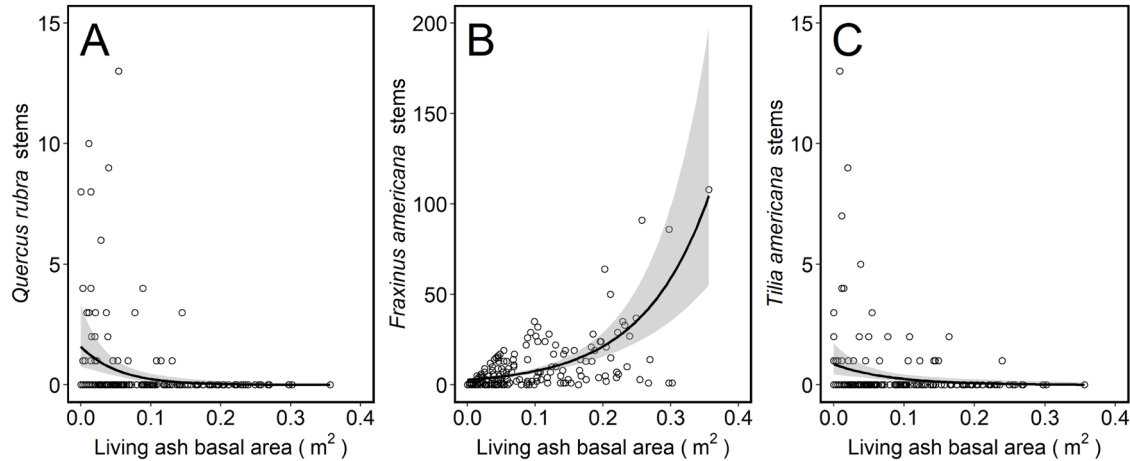 A
Quercus rubra stems
15
10
5
0
0.0 0.1 0.2 0.3 0.4
Living ash basal area ( m² )
B
Fraxinus americana stems
200
150
100
50
0
0.0 0.1 0.2 0.3 0.4
Living ash basal area ( m² )
C
Tilia americana stems
15
10
5
0
0.0 0.1 0.2 0.3 0.4
Living ash basal area ( m² )